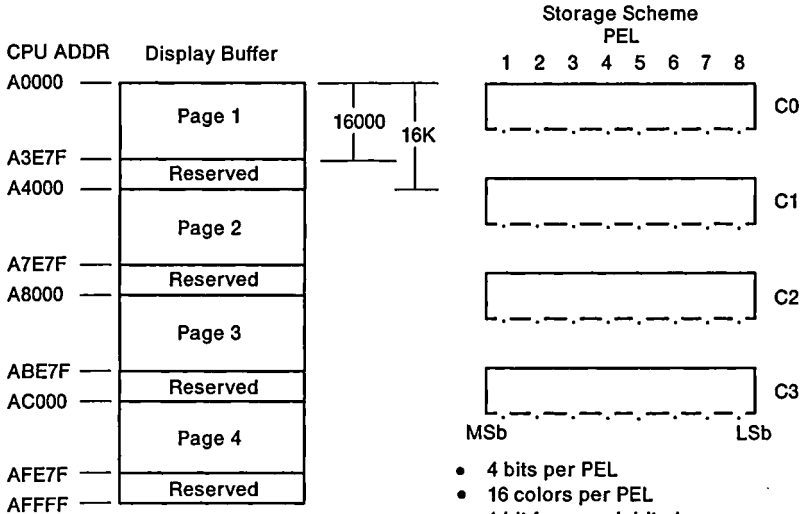 Storage Scheme
PEL
1 2 3 4 5 6 7 8
CPU ADDR Display Buffer
A0000
Page 1
16000
16K
C0
A3E7F
Reserved
A4000
C1
Page 2
A7E7F
Reserved
A8000
C2
Page 3
ABE7F
Reserved
AC000
C3
Page 4
MSb LSb
AFE7F
Reserved
AFFFF
• 4 bits per PEL
• 16 colors per PEL